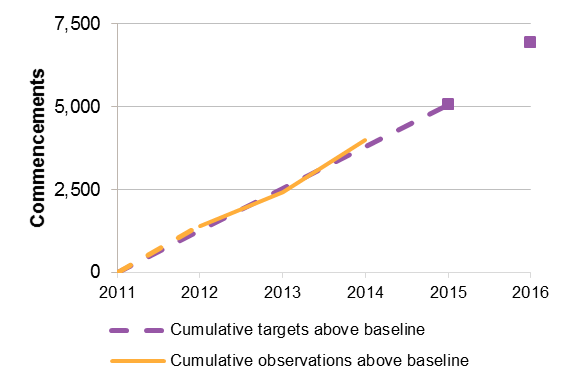 7,500
5,000
2,500
0
Commencements
2011 2012 2013 2014 2015 2016
Cumulative targets above baseline
Cumulative observations above baseline